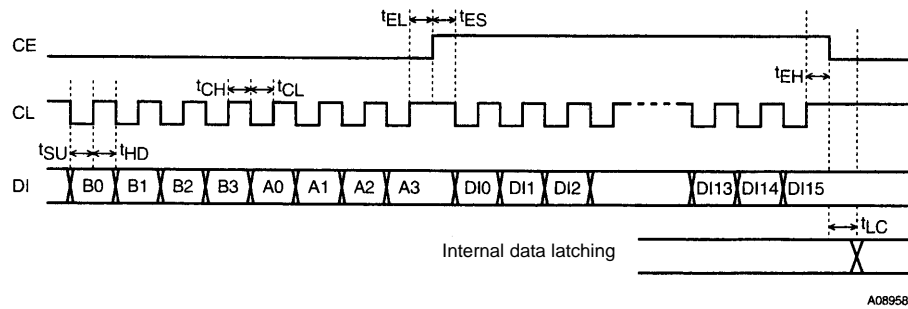 tEL tES
CE
tEH
tCH tCL
CL
tSU tHD
DI B0 B1 B2 B3 A0 A1 A2 A3 DI0 DI1 DI2 DI13 DI14 DI15
tLC
Internal data latching
A08958